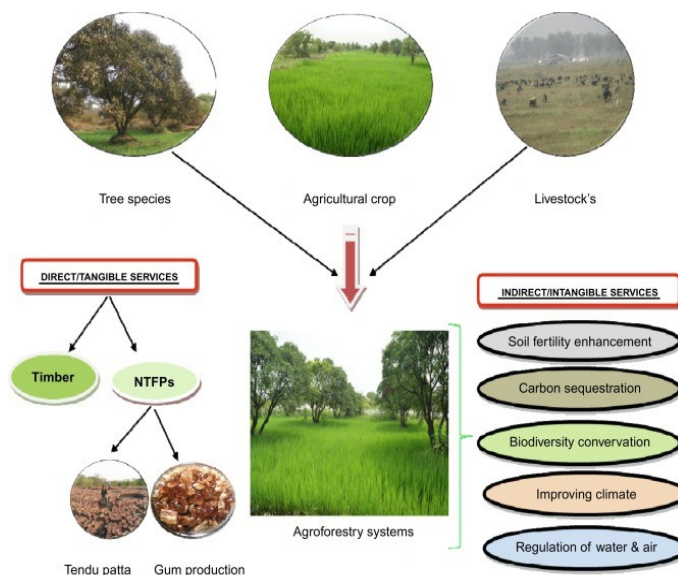 Tree species
Agricultural crop
Livestock's
DIRECT/TANGIBLE SERVICES
Timber
NTFPs
Tendu patta
Gum production
Agroforestry systems
INDIRECT/INTANGIBLE SERVICES
Soil fertility enhancement
Carbon sequestration
Biodiversity convervation
Improving climate
Regulation of water & air